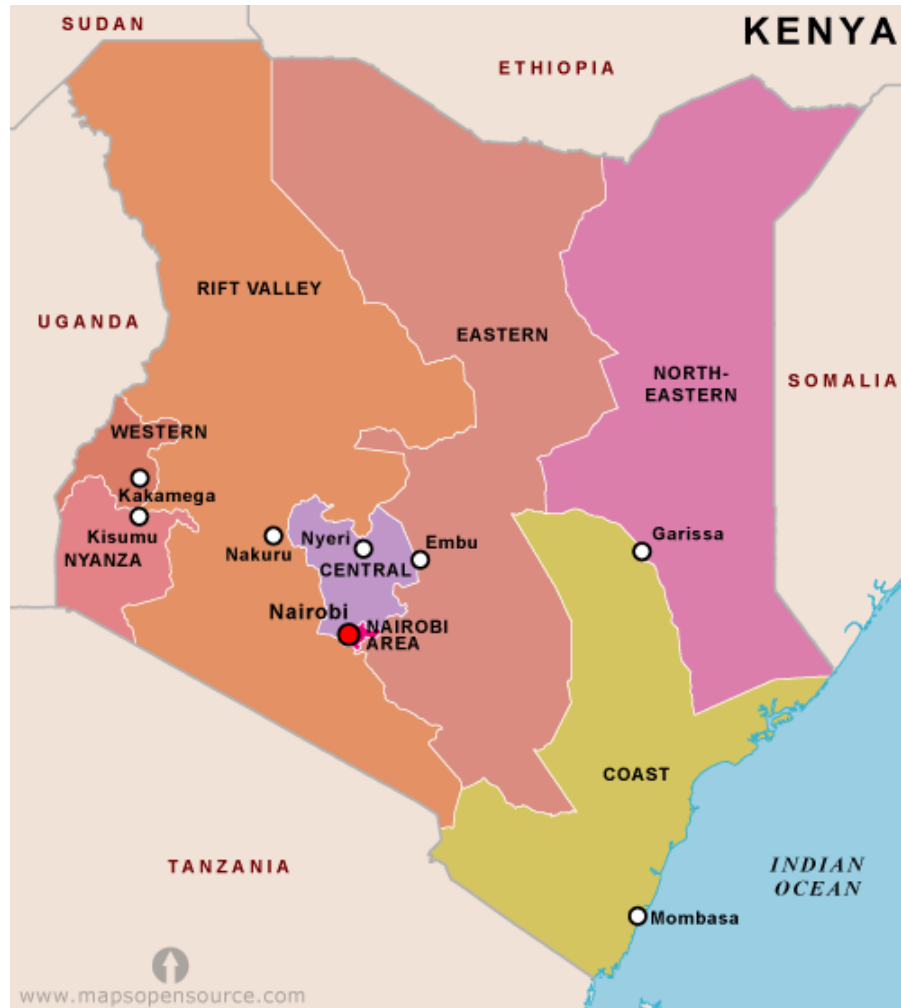 SUDAN
KENYA
ETHIOPIA
RIFT VALLEY
UGANDA
EASTERN
NORTH-
EASTERN
SOMALIA
WESTERN
Kakamega
Kisumu
NYANZA
Nakuru
Nyeri
CENTRAL
Embu
Garissa
Nairobi
NAIROBI
AREA
COAST
TANZANIA
INDIAN
OCEAN
Mombasa
www.mapsopensource.com